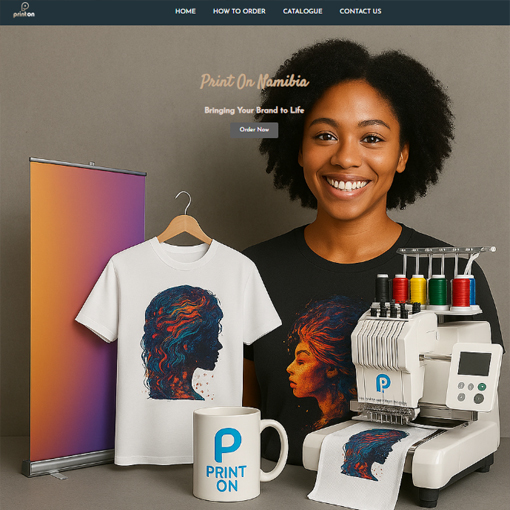 print on
HOME HOW TO ORDER CATALOGUE CONTACT US
Print On Namibia
Bringing Your Brand to Life
Order Now
P
PRINT
ON
P